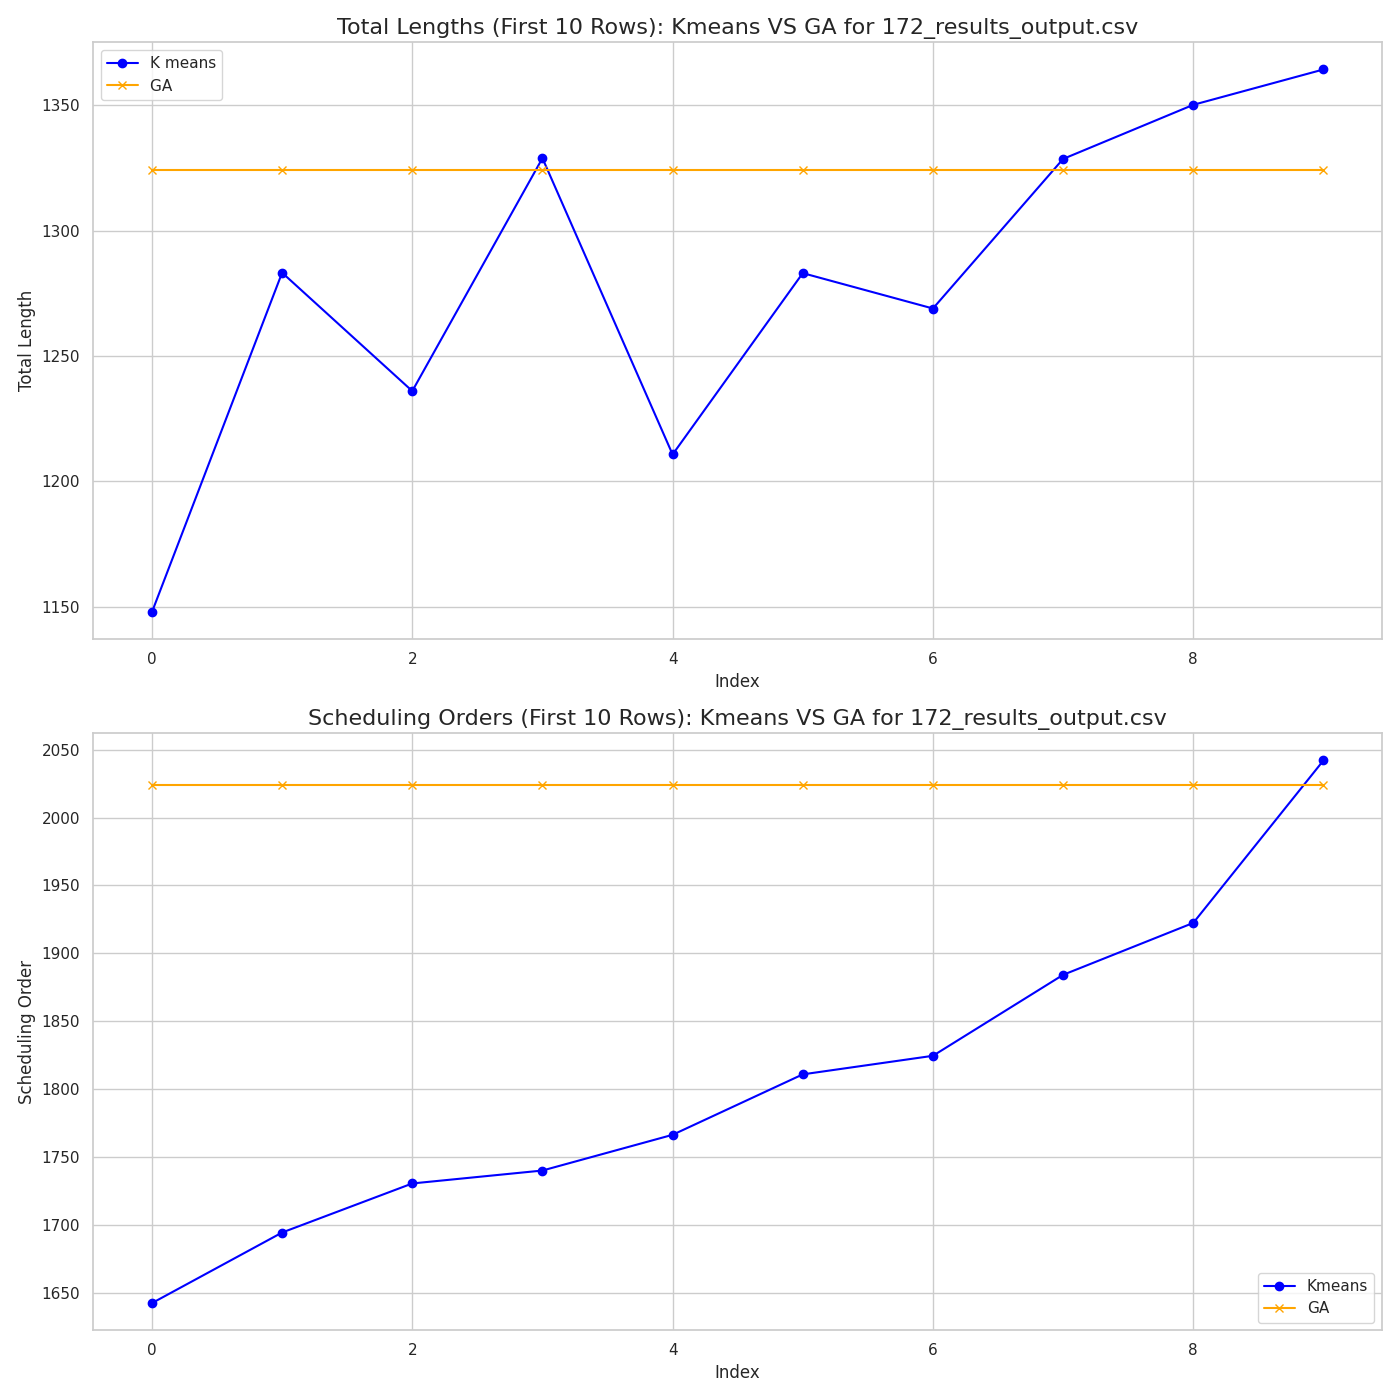 Total Lengths (First 10 Rows): Kmeans VS GA for 172_results_output.csv
K means
GA
1350
1300
1250
1200
1150
Total Length
0 2 4 6 8
Index
Scheduling Orders (First 10 Rows): Kmeans VS GA for 172_results_output.csv
2050
2000
1950
1900
1850
1800
1750
1700
1650
Scheduling Order
Kmeans
GA
0 2 4 6 8
Index